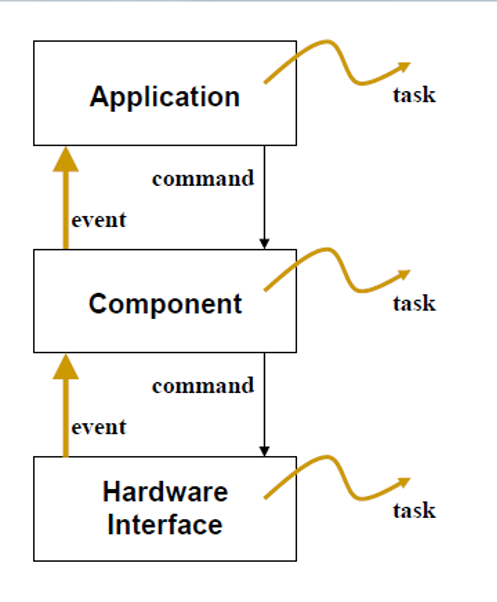 Application
task
command
event
Component
task
command
event
Hardware
Interface
task